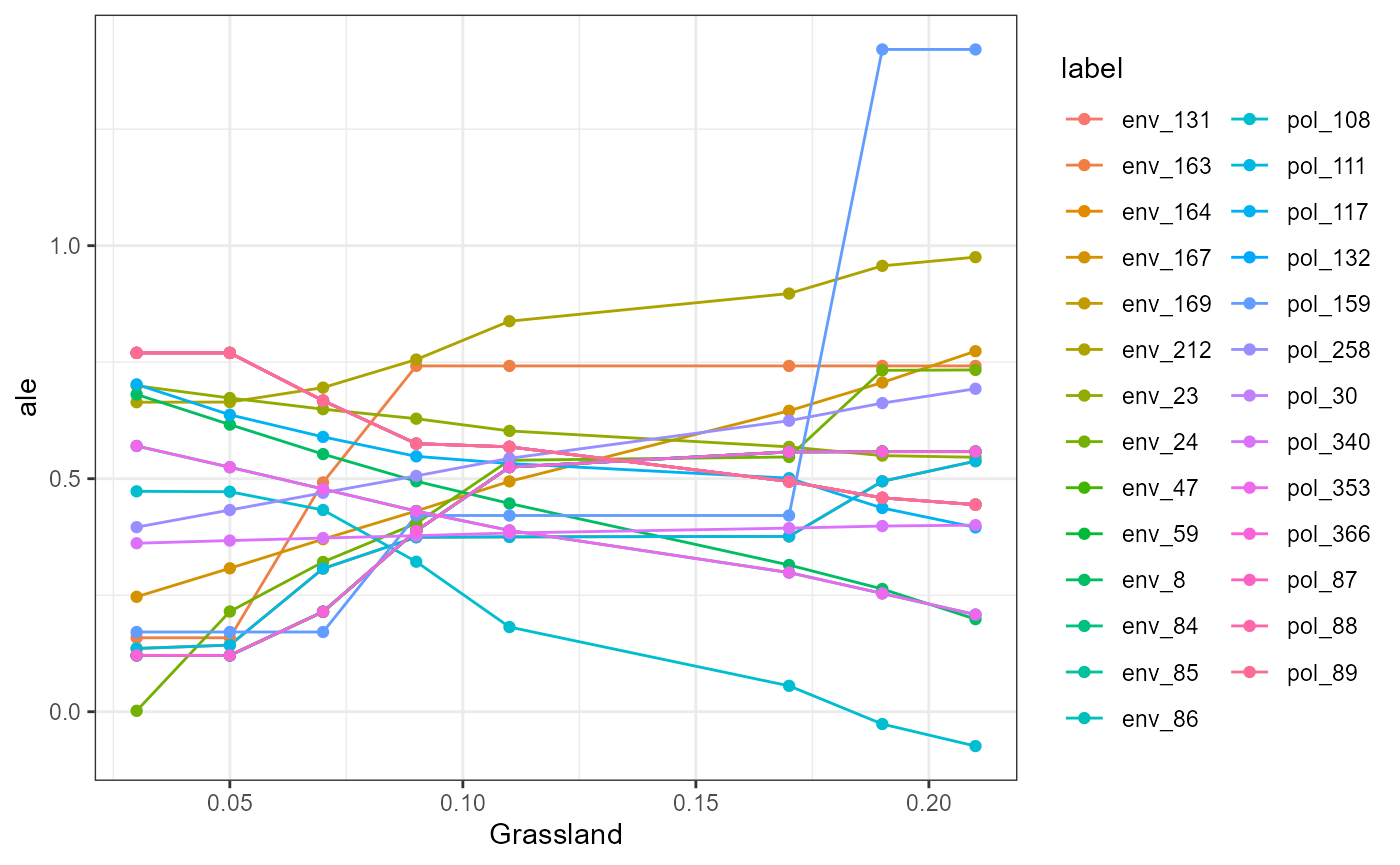 1.0
0.5
0.0
ale
0.05
0.10
0.15
0.20
Grassland
label
env_131
env_163
env_164
env_167
env_169
env_212
env_23
env_24
env_47
env_59
env_8
env_84
env_85
env_86
pol_108
pol_111
pol_117
pol_132
pol_159
pol_258
pol_30
pol_340
pol_353
pol_366
pol_87
pol_88
pol_89